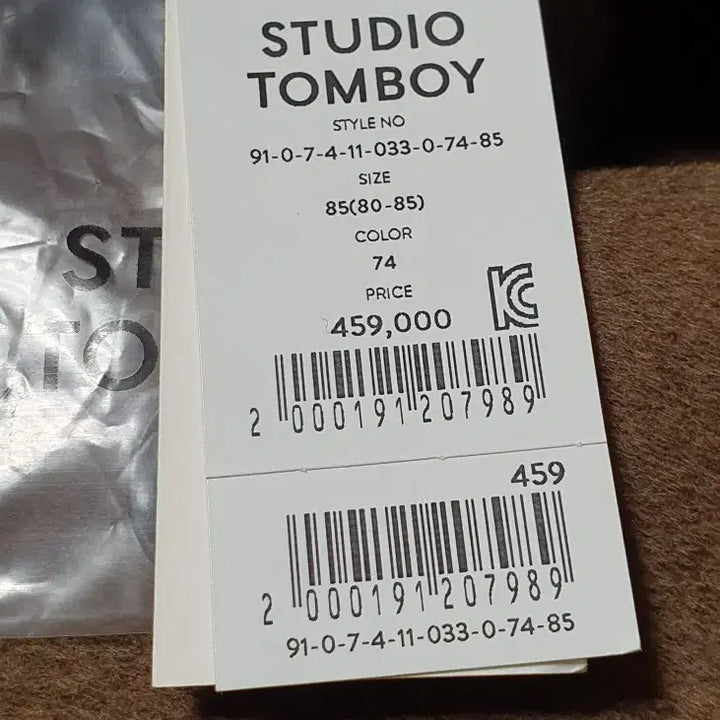 STUDIO
TOMBOY
STYLE NO
91-0-7-4-11-033-0-74-85
SIZE
85(80-85)
COLOR
74
PRICE
459,000
KC
2 000191 207989
459
2 000191 207989
91-0-7-4-11-033-0-74-85
ST
TO